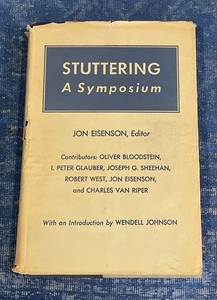 STUTTERING
A Symposium
JON EISENSON, Editor
Contributors: OLIVER BLOODSTEIN,
I. PETER GLAUBER, JOSEPH G. SHEEHAN,
ROBERT WEST, JON EISENSON,
and CHARLES VAN RIPER
With an Introduction by WENDELL JOHNSON